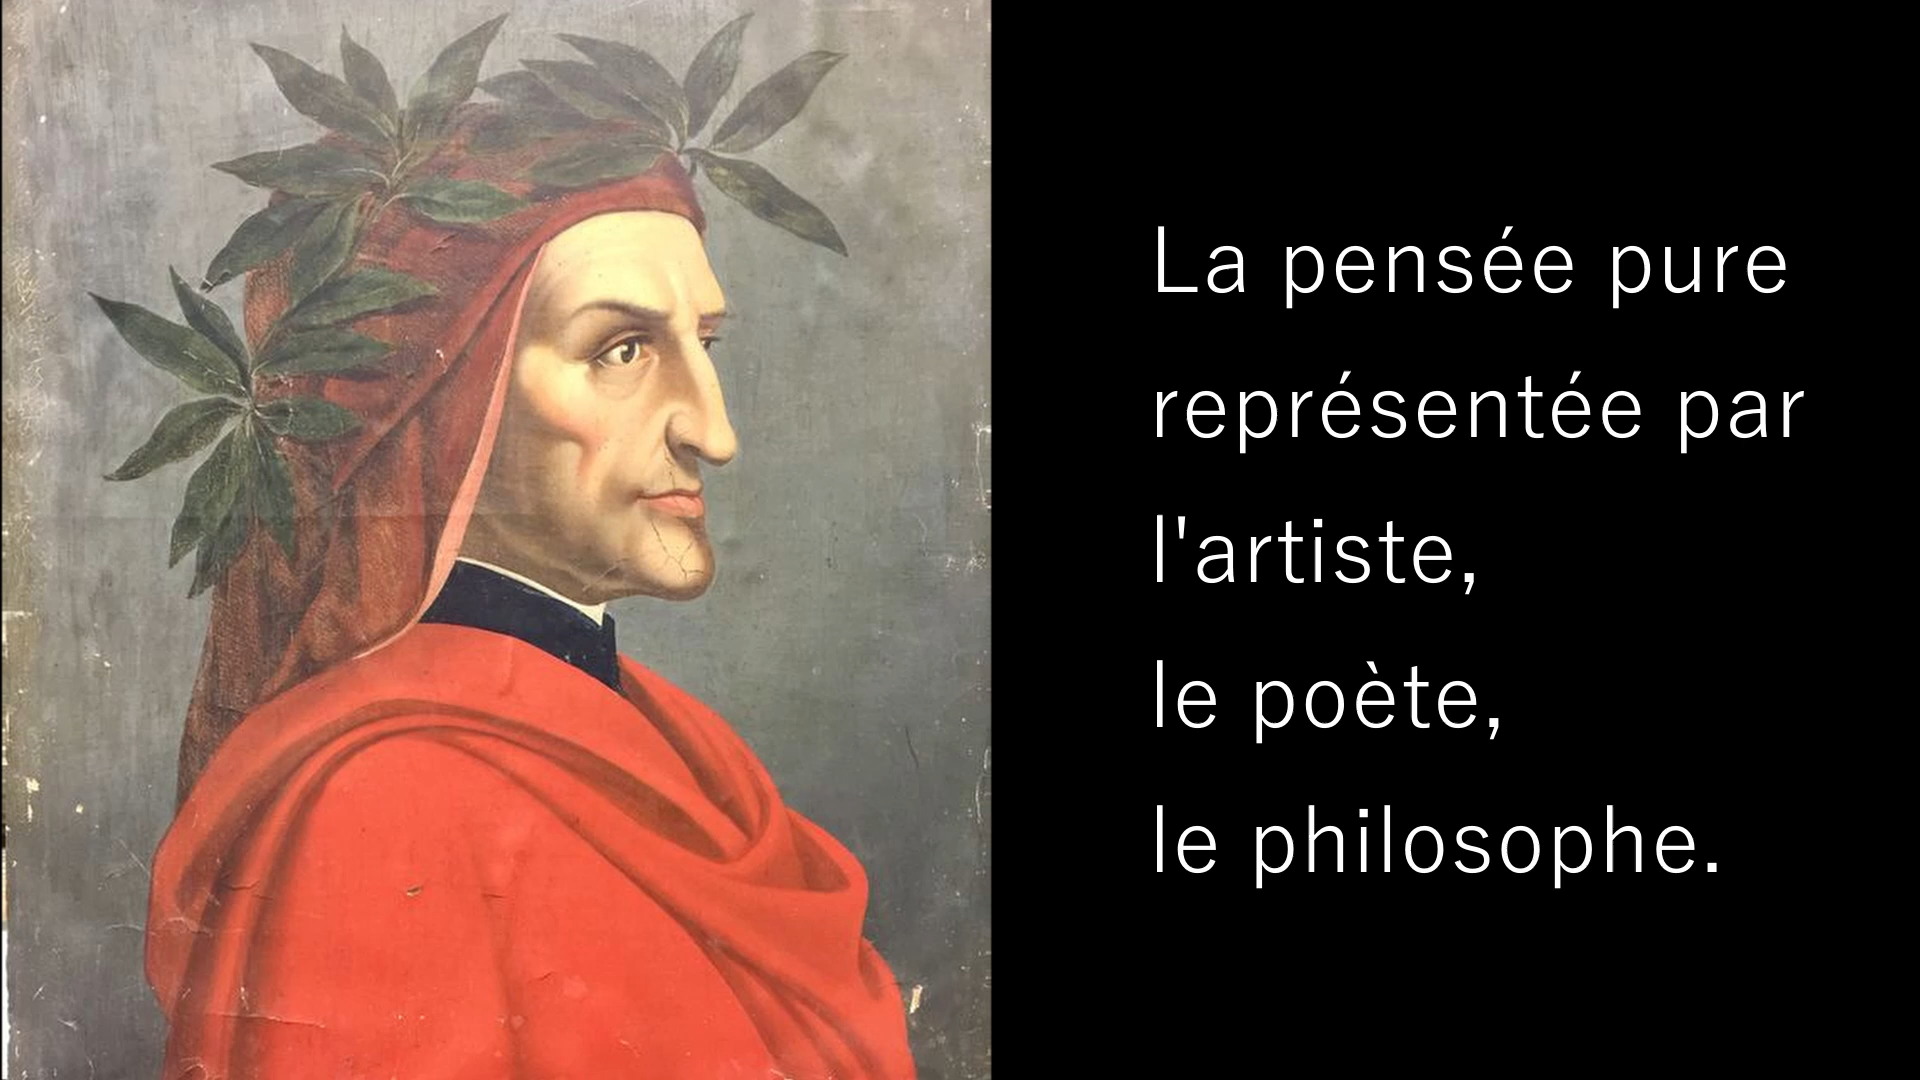 La pensée pure
représentée par
l'artiste,
le poète,
le philosophe.